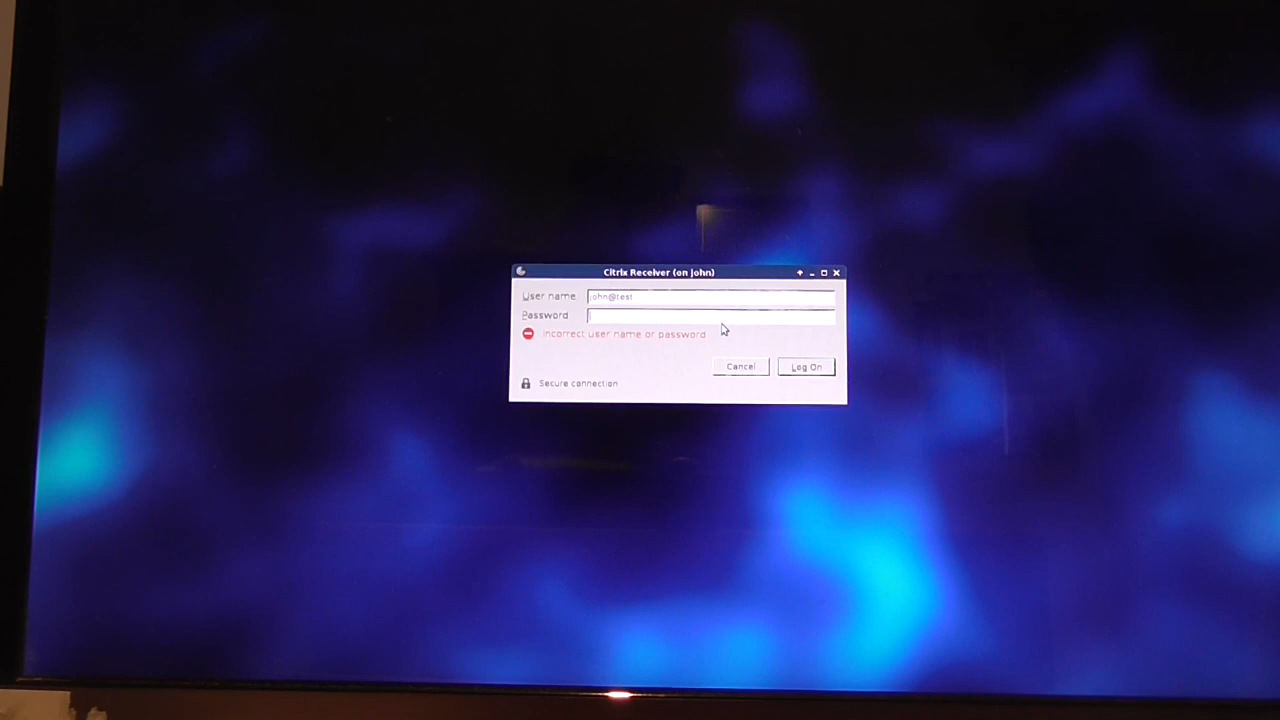 Citrix Receiver (on john)
User name john@test
Password
Incorrect user name or password
Cancel Log On
Secure connection